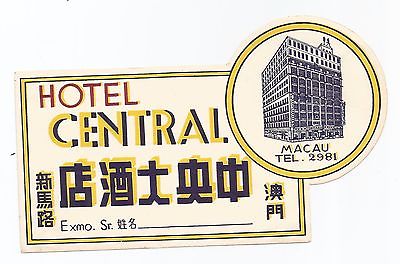 HOTEL
CENTRAL
MACAU
TEL. 2981
店酒大央中
新馬路
澳門
Exmo. Sr. 姓名